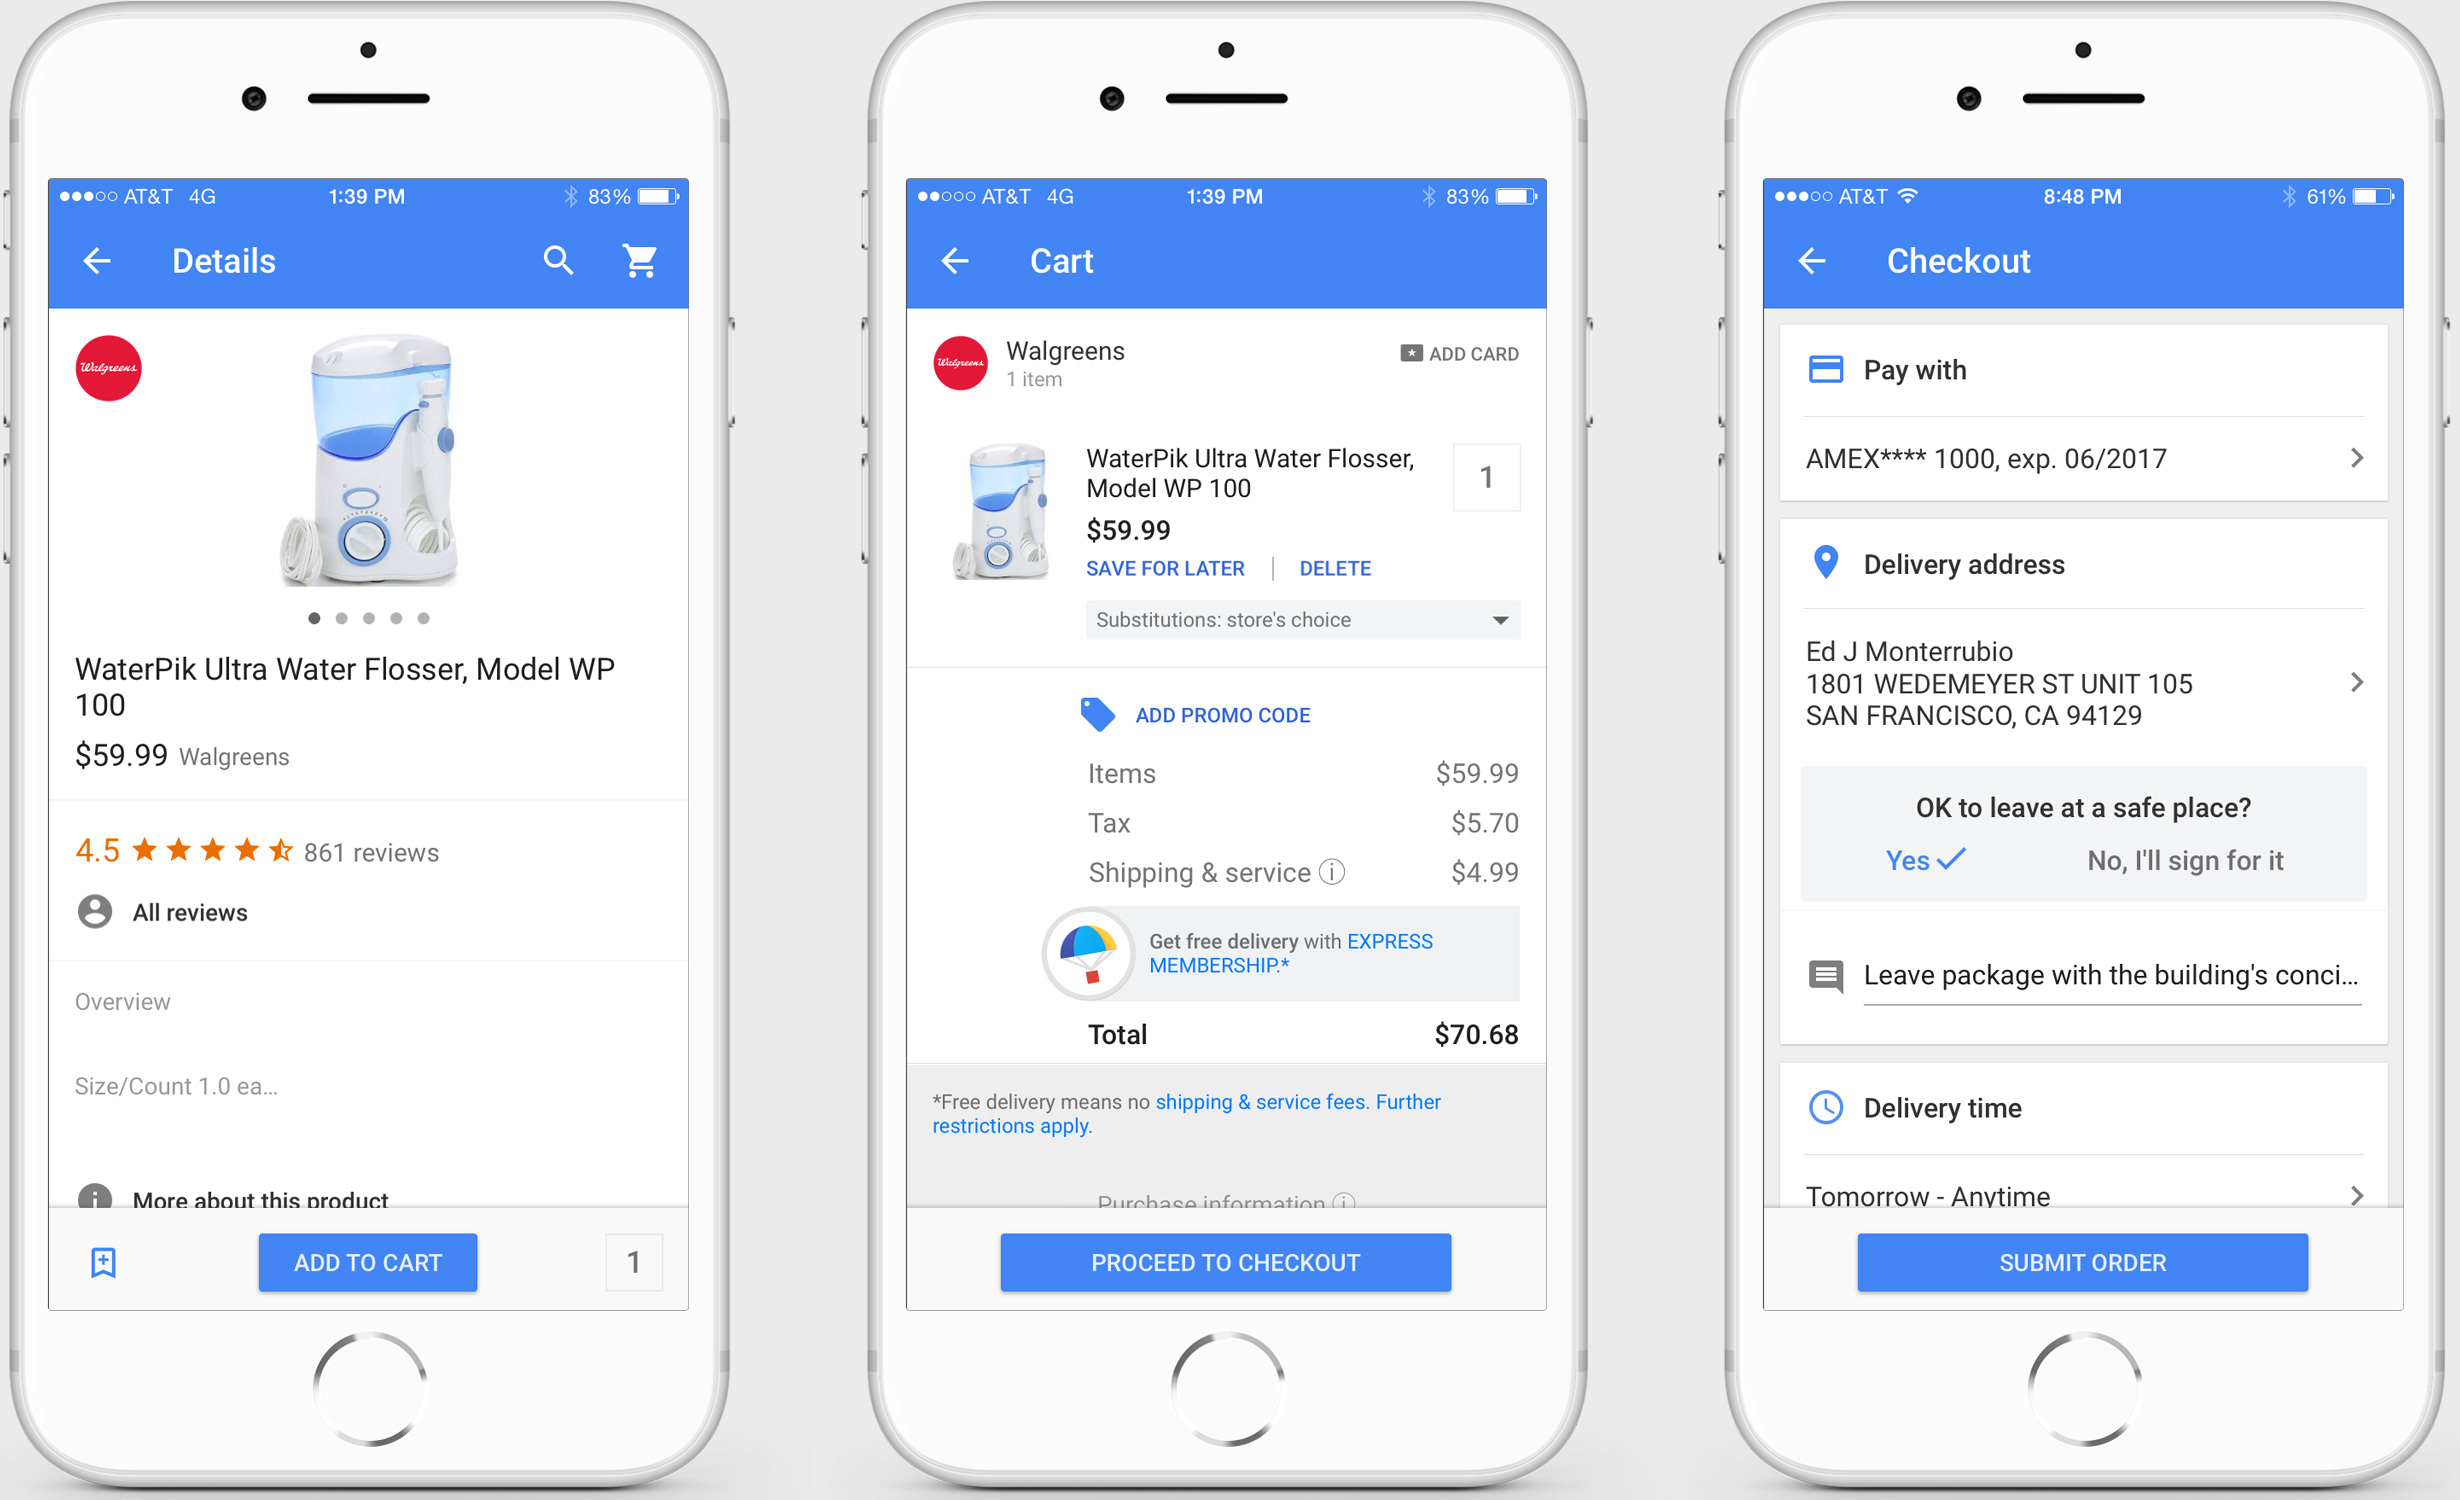 AT&T 4G 1:39 PM 83%
Details
Walgreens
WaterPik Ultra Water Flosser, Model WP
100
$59.99 Walgreens
4.5 861 reviews
All reviews
Overview
Size/Count 1.0 ea...
More about this product
ADD TO CART 1
AT&T 4G 1:39 PM 83%
Cart
Walgreens
Walgreens
1 item
ADD CARD
WaterPik Ultra Water Flosser,
Model WP 100
1
$59.99
SAVE FOR LATER | DELETE
Substitutions: store's choice
ADD PROMO CODE
Items $59.99
Tax $5.70
Shipping & service $4.99
Get free delivery with EXPRESS
MEMBERSHIP.*
Total $70.68
*Free delivery means no shipping & service fees. Further
restrictions apply.
Purchase information
PROCEED TO CHECKOUT
AT&T 8:48 PM 61%
Checkout
Pay with
AMEX**** 1000, exp. 06/2017
Delivery address
Ed J Monterrubio
1801 WEDEMEYER ST UNIT 105
SAN FRANCISCO, CA 94129
OK to leave at a safe place?
Yes No, I'll sign for it
Leave package with the building's conci...
Delivery time
Tomorrow - Anytime
SUBMIT ORDER